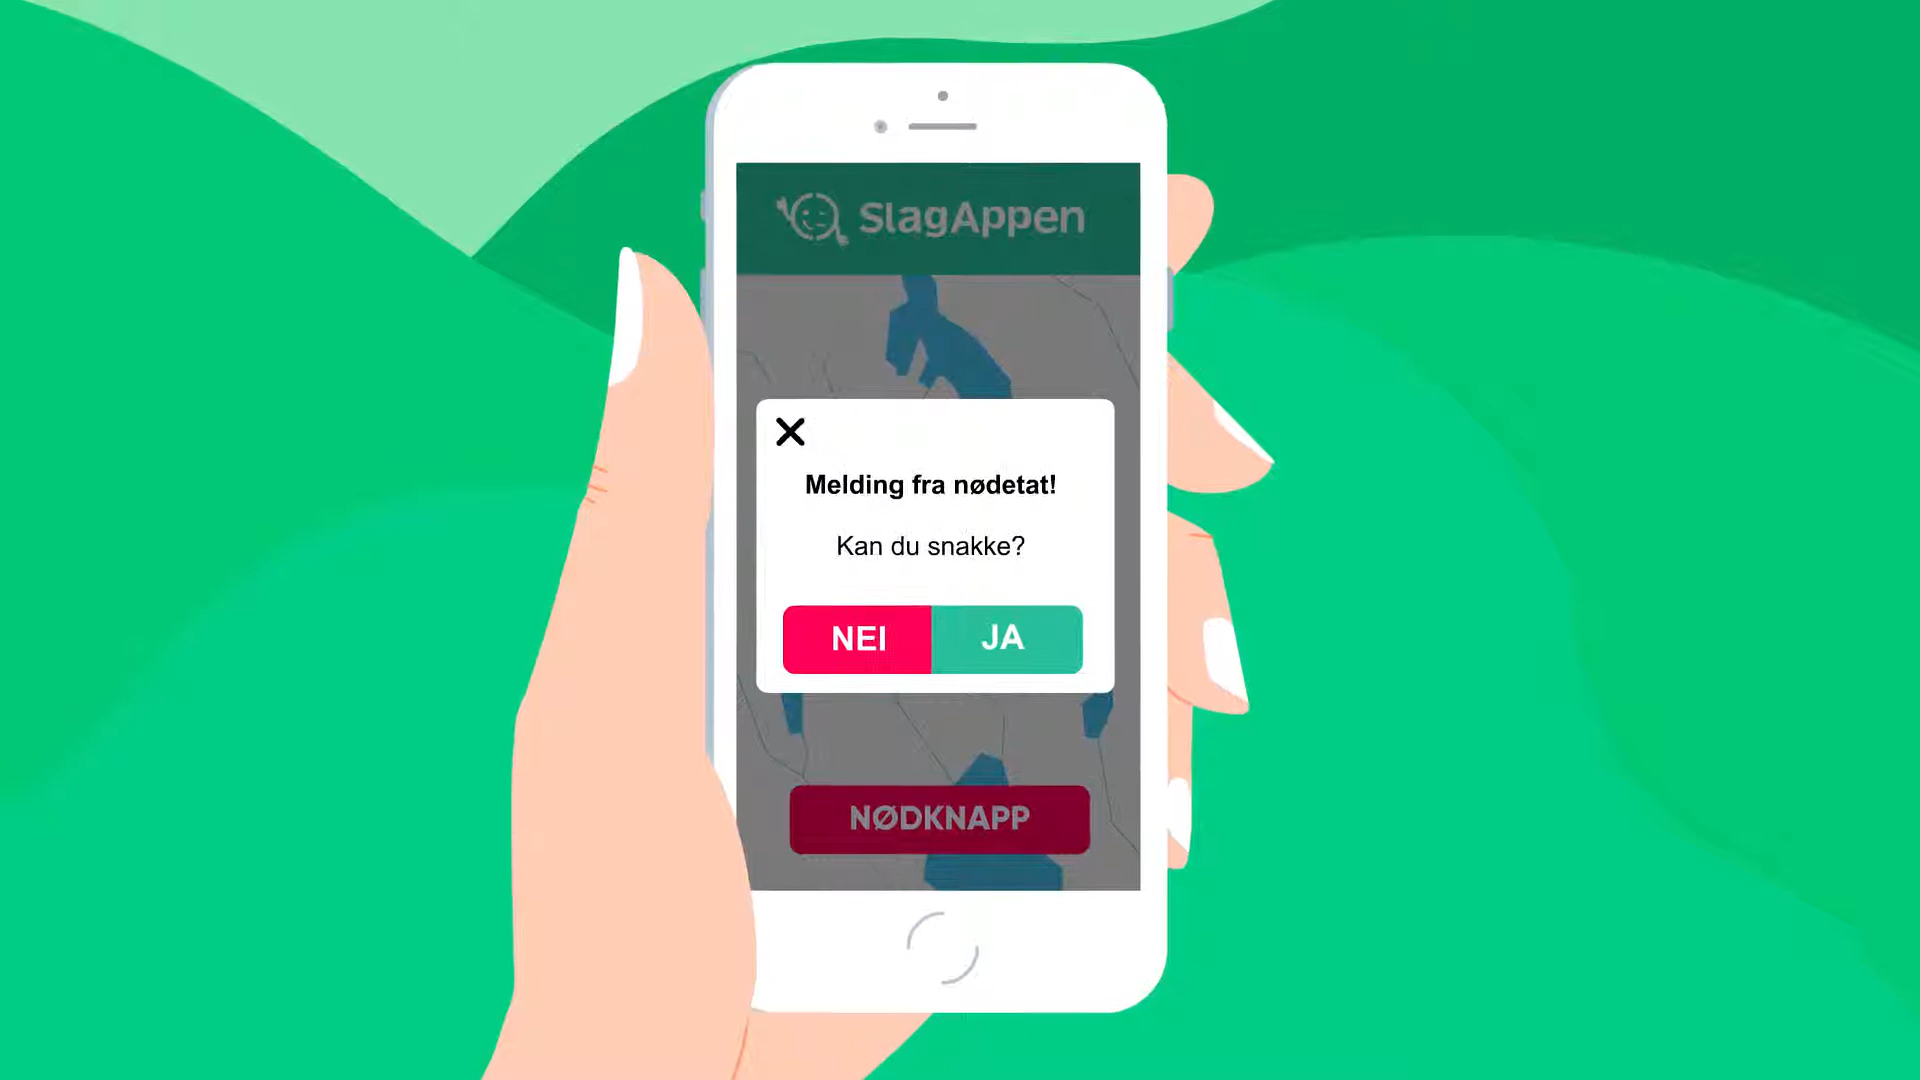 SlagAppen
Melding fra nødetat!
Kan du snakke?
NEI JA
NØDKNAPP